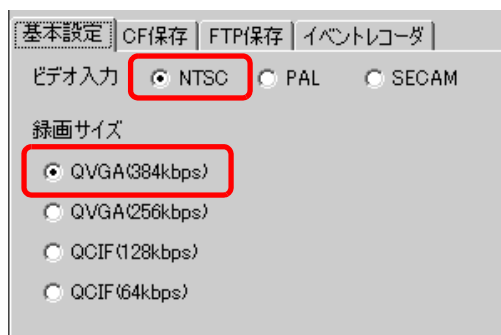 基本設定 CF保存 FTP保存 イベントレコーダ
ビデオ入力 NTSC PAL SECAM
録画サイズ
QVGA(384kbps)
QVGA(256kbps)
QCIF(128kbps)
QCIF(64kbps)